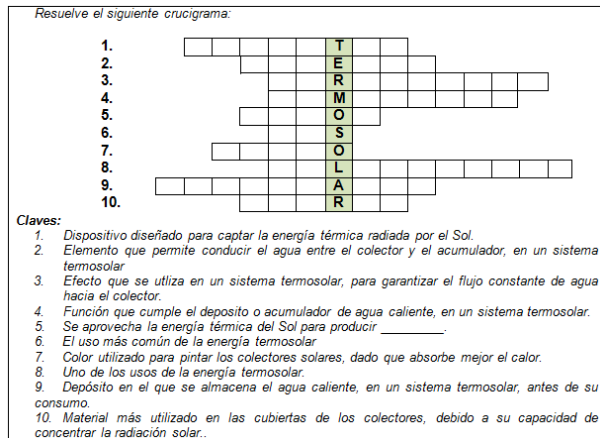 Resuelve el siguiente crucigrama:
1. T
2. E
3. R
4. M
5. O
6. S
7. O
8. L
9. A
10. R
Claves:
1. Dispositivo diseñado para captar la energía térmica radiada por el Sol.
2. Elemento que permite conducir el agua entre el colector y el acumulador, en un sistema
termosolar
3. Efecto que se utliza en un sistema termosolar, para garantizar el flujo constante de agua
hacia el colector.
4. Función que cumple el deposito o acumulador de agua caliente, en un sistema termosolar.
5. Se aprovecha la energía térmica del Sol para producir _________.
6. El uso más común de la energía termosolar
7. Color utilizado para pintar los colectores solares, dado que absorbe mejor el calor.
8. Uno de los usos de la energía termosolar.
9. Depósito en el que se almacena el agua caliente, en un sistema termosolar, antes de su
consumo.
10. Material más utilizado en las cubiertas de los colectores, debido a su capacidad de
concentrar la radiación solar..